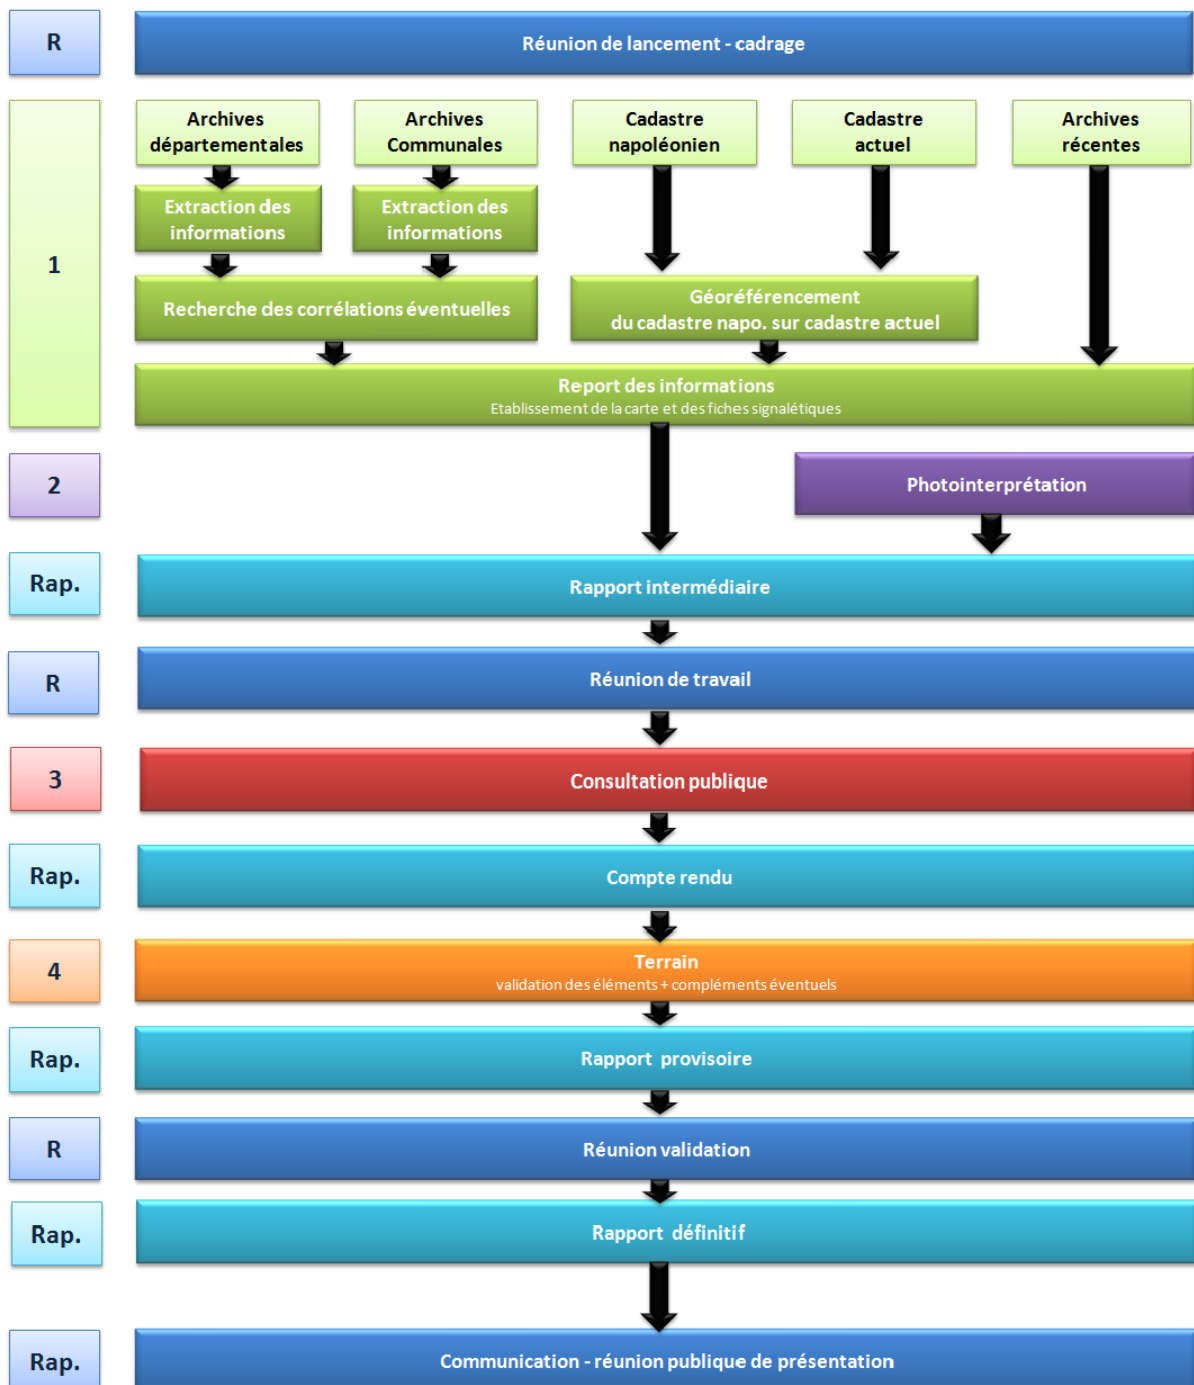 R
Réunion de lancement - cadrage
1
Archives
départementales
Archives
Communales
Cadastre
napoléonien
Cadastre
actuel
Archives
récentes
Extraction des
informations
Extraction des
informations
Recherche des corrélations éventuelles
Géoréférencement
du cadastre napo. sur cadastre actuel
Report des informations
Etablissement de la carte et des fiches signalétiques
2
Photointerprétation
Rap.
Rapport intermédiaire
R
Réunion de travail
3
Consultation publique
Rap.
Compte rendu
4
Terrain
validation des éléments + compléments éventuels
Rap.
Rapport provisoire
R
Réunion validation
Rap.
Rapport définitif
Rap.
Communication - réunion publique de présentation